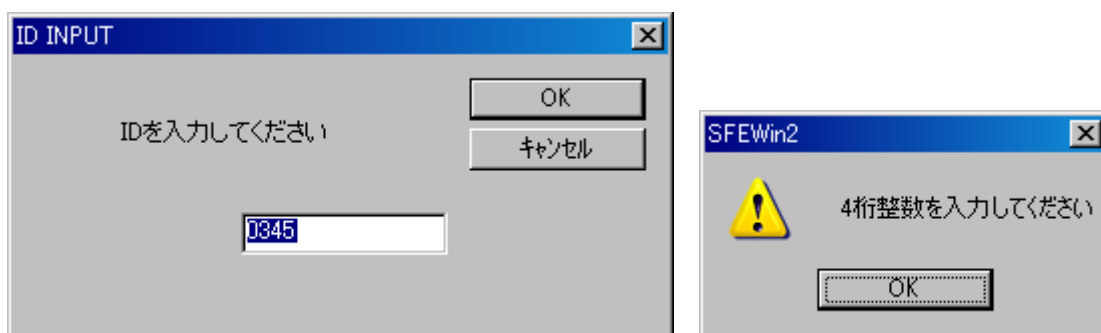 ID INPUT
IDを入力してください
OK
キャンセル
0345
SFEWin2
4桁整数を入力してください
OK